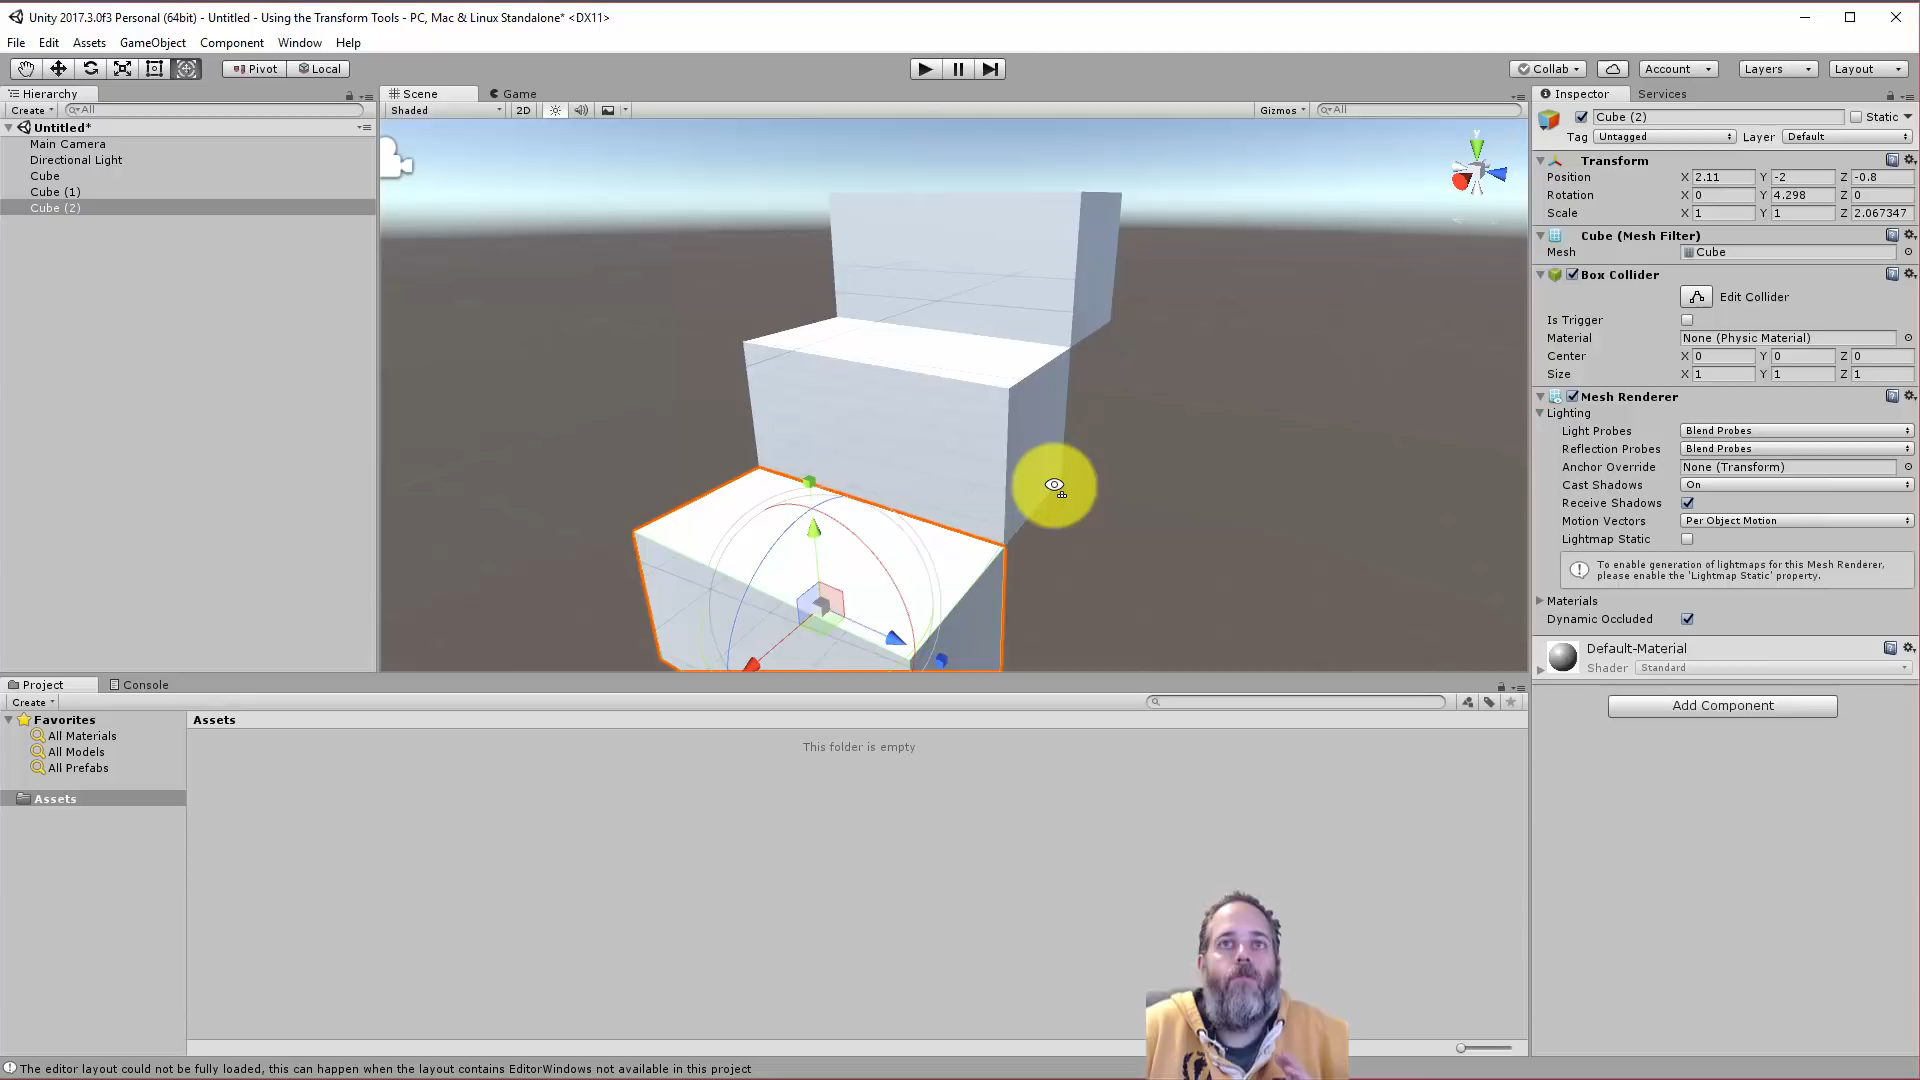 Unity 2017.3.0f3 Personal (64bit) - Untitled - Using the Transform Tools - PC, Mac & Linux Standalone* <DX11>
File Edit Assets GameObject Component Window Help
Pivot Local Collab Account Layers Layout
Hierarchy
Create All
Untitled*
Main Camera
Directional Light
Cube
Cube (1)
Cube (2)
Scene Game
Shaded 2D Gizmos All
y
Inspector Services
Cube (2) Static
Tag Untagged Layer Default
Transform
Position X 2.11 Y -2 Z -0.8
Rotation X 0 Y 4.298 Z 0
Scale X 1 Y 1 Z 2.067347
Cube (Mesh Filter)
Mesh Cube
Box Collider
Edit Collider
Is Trigger
Material None (Physic Material)
Center X 0 Y 0 Z 0
Size X 1 Y 1 Z 1
Mesh Renderer
Lighting
Light Probes Blend Probes
Reflection Probes Blend Probes
Anchor Override None (Transform)
Cast Shadows On
Receive Shadows
Motion Vectors Per Object Motion
Lightmap Static
To enable generation of lightmaps for this Mesh Renderer,
please enable the 'Lightmap Static' property.
Materials
Dynamic Occluded
Default-Material
Shader Standard
Add Component
Project Console
Create
Favorites
All Materials
All Models
All Prefabs
Assets
Assets
This folder is empty
The editor layout could not be fully loaded, this can happen when the layout contains EditorWindows not available in this project